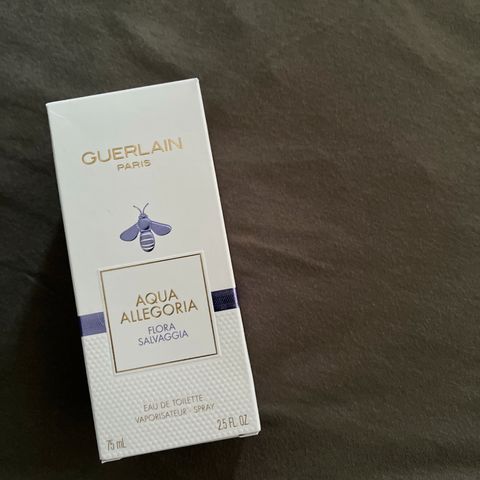 GUERLAIN
PARIS
AQUA
ALLEGORIA
FLORA
SALVAGGIA
EAU DE TOILETTE
VAPORISATEUR - SPRAY
75 mL 2.5 FL. OZ